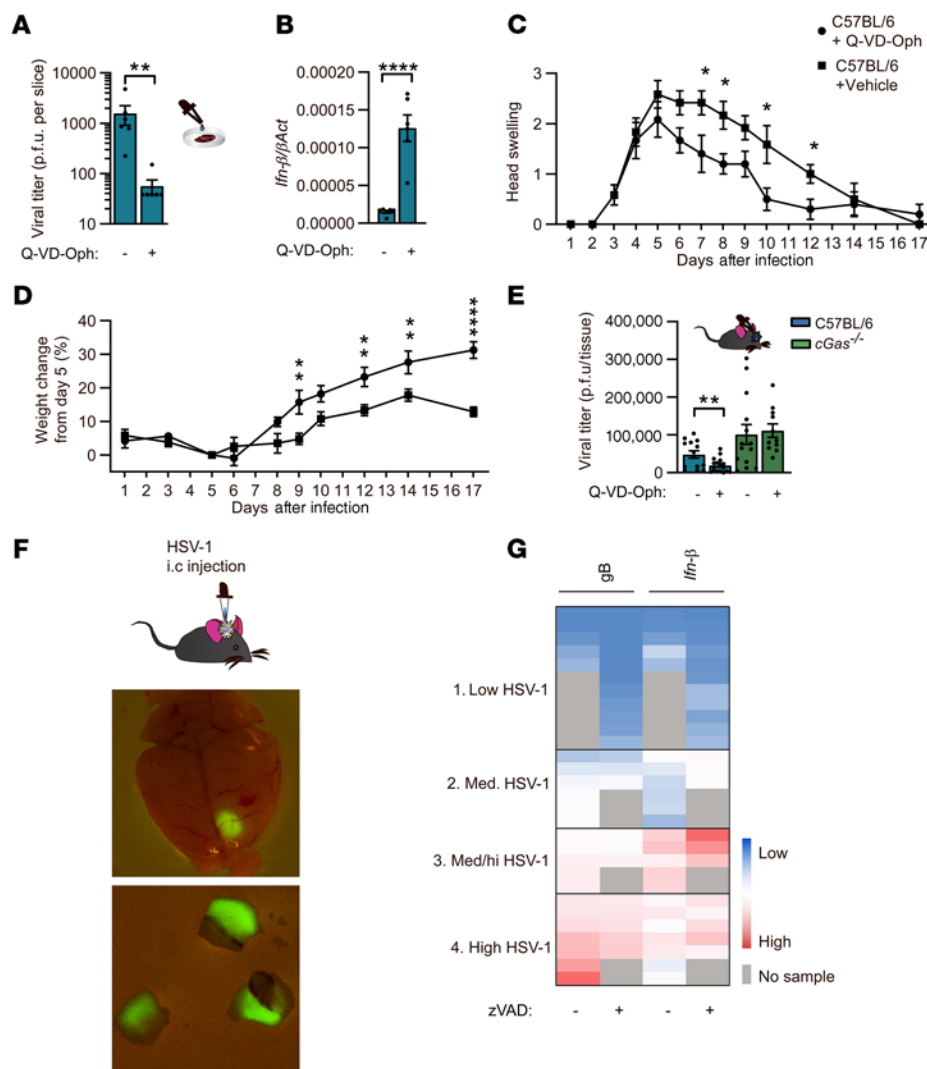 A
**
Viral titer (p.f.u. per slice)
10000
1000
100
10
Q-VD-Oph:
-
+
B
****
Ifn-β/βAct
0.00020
0.00015
0.00010
0.00005
0.00000
Q-VD-Oph:
-
+
C
C57BL/6
+ Q-VD-Oph
C57BL/6
+Vehicle
Head swelling
3
2
1
0
* * * *
1 2 3 4 5 6 7 8 9 10 11 12 13 14 15 16 17
Days after infection
D
Weight change
from day 5 (%)
40
30
20
10
0
** ** ** ****
1 2 3 4 5 6 7 8 9 10 11 12 13 14 15 16 17
Days after infection
E
C57BL/6
cGas-/-
Viral titer (p.f.u/tissue)
400,000
300,000
200,000
100,000
0
**
Q-VD-Oph:
- + - +
F
HSV-1
i.c injection
G
gB
Ifn-β
1. Low HSV-1
2. Med. HSV-1
3. Med/hi HSV-1
4. High HSV-1
Low
High
No sample
zVAD:
- + - +